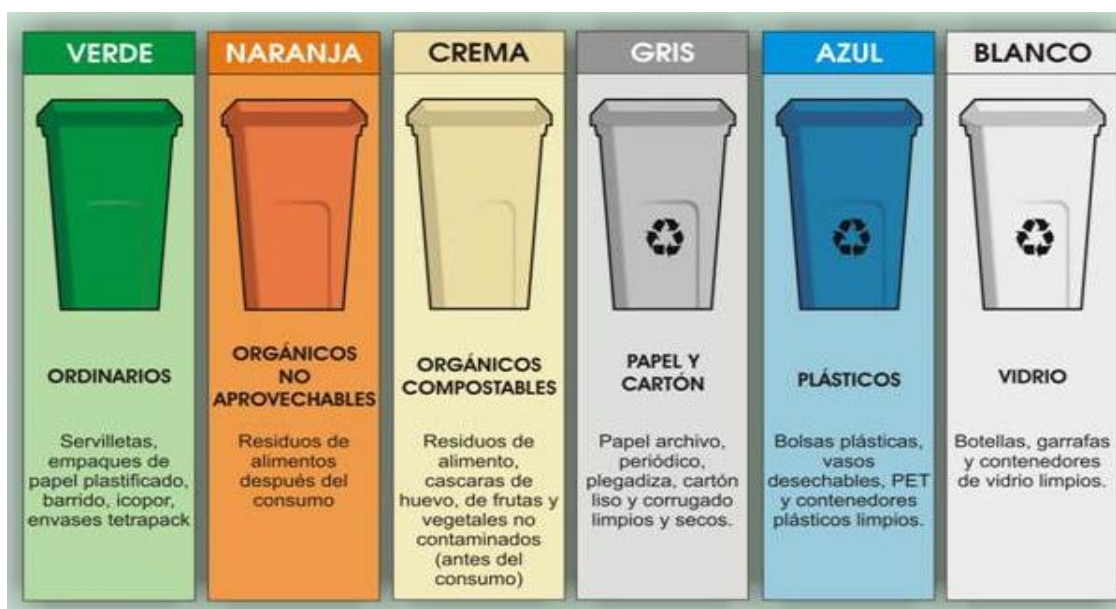 VERDE
ORDINARIOS
Servilletas,
empaques de
papel plastificado,
barrido, icopor,
envases tetrapack
NARANJA
ORGÁNICOS
NO
APROVECHABLES
Residuos de
alimentos
después del
consumo
CREMA
ORGÁNICOS
COMPOSTABLES
Residuos de
alimento,
cascaras de
huevo, de frutas y
vegetales no
contaminados
(antes del
consumo)
GRIS
PAPEL Y
CARTÓN
Papel archivo,
periódico,
plegadiza, cartón
liso y corrugado
limpios y secos.
AZUL
PLÁSTICOS
Bolsas plásticas,
vasos
desechables, PET
y contenedores
plásticos limpios.
BLANCO
VIDRIO
Botellas, garrafas
y contenedores
de vidrio limpios.